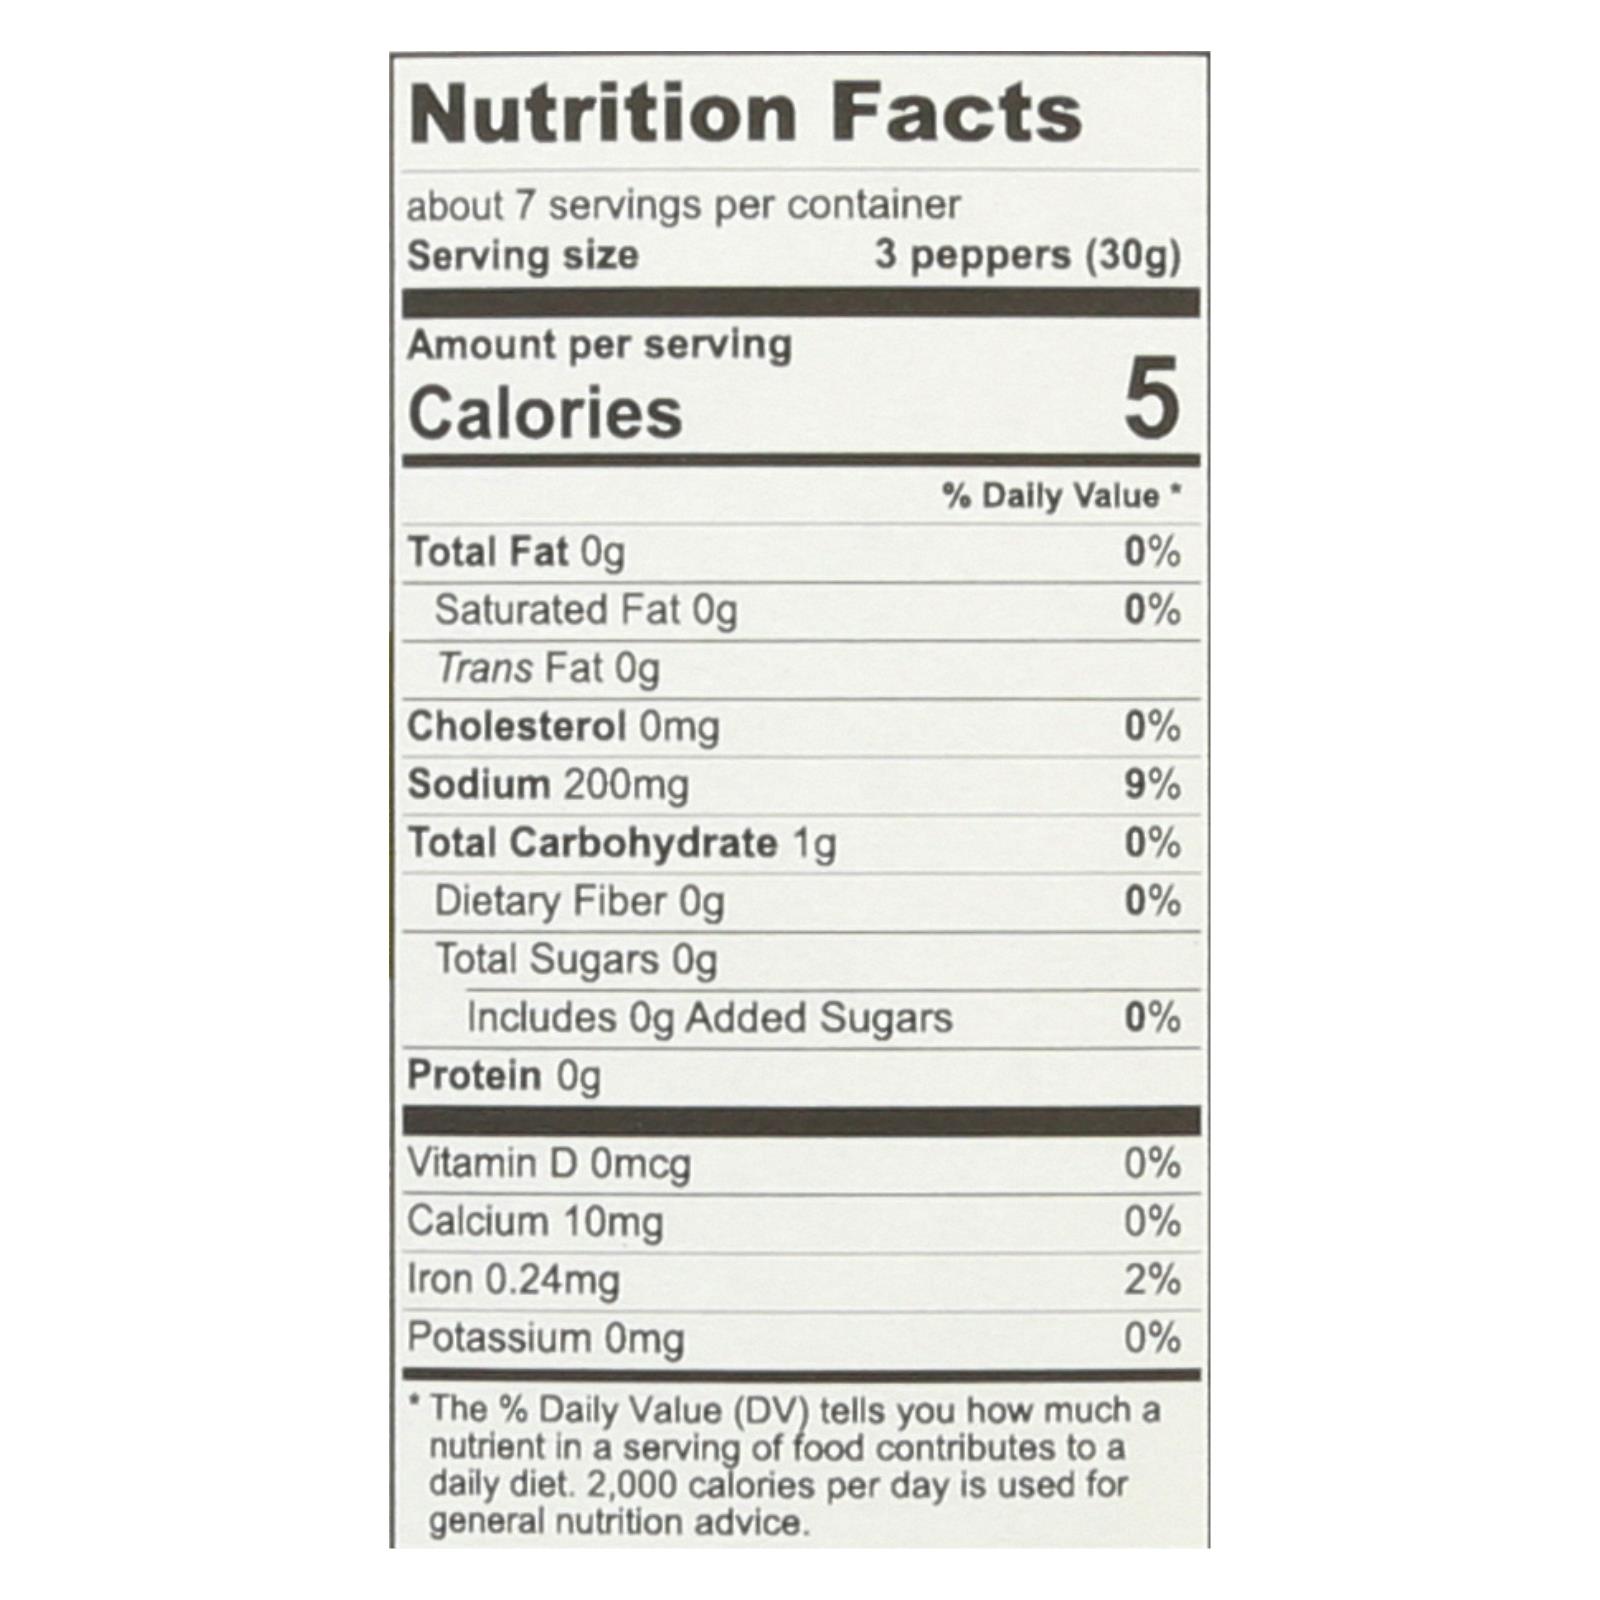 Nutrition Facts
about 7 servings per container
Serving size 3 peppers (30g)
Amount per serving
Calories 5
% Daily Value *
Total Fat 0g 0%
Saturated Fat 0g 0%
Trans Fat 0g
Cholesterol 0mg 0%
Sodium 200mg 9%
Total Carbohydrate 1g 0%
Dietary Fiber 0g 0%
Total Sugars 0g
Includes 0g Added Sugars 0%
Protein 0g
Vitamin D 0mcg 0%
Calcium 10mg 0%
Iron 0.24mg 2%
Potassium 0mg 0%
* The % Daily Value (DV) tells you how much a
nutrient in a serving of food contributes to a
daily diet. 2,000 calories per day is used for
general nutrition advice.